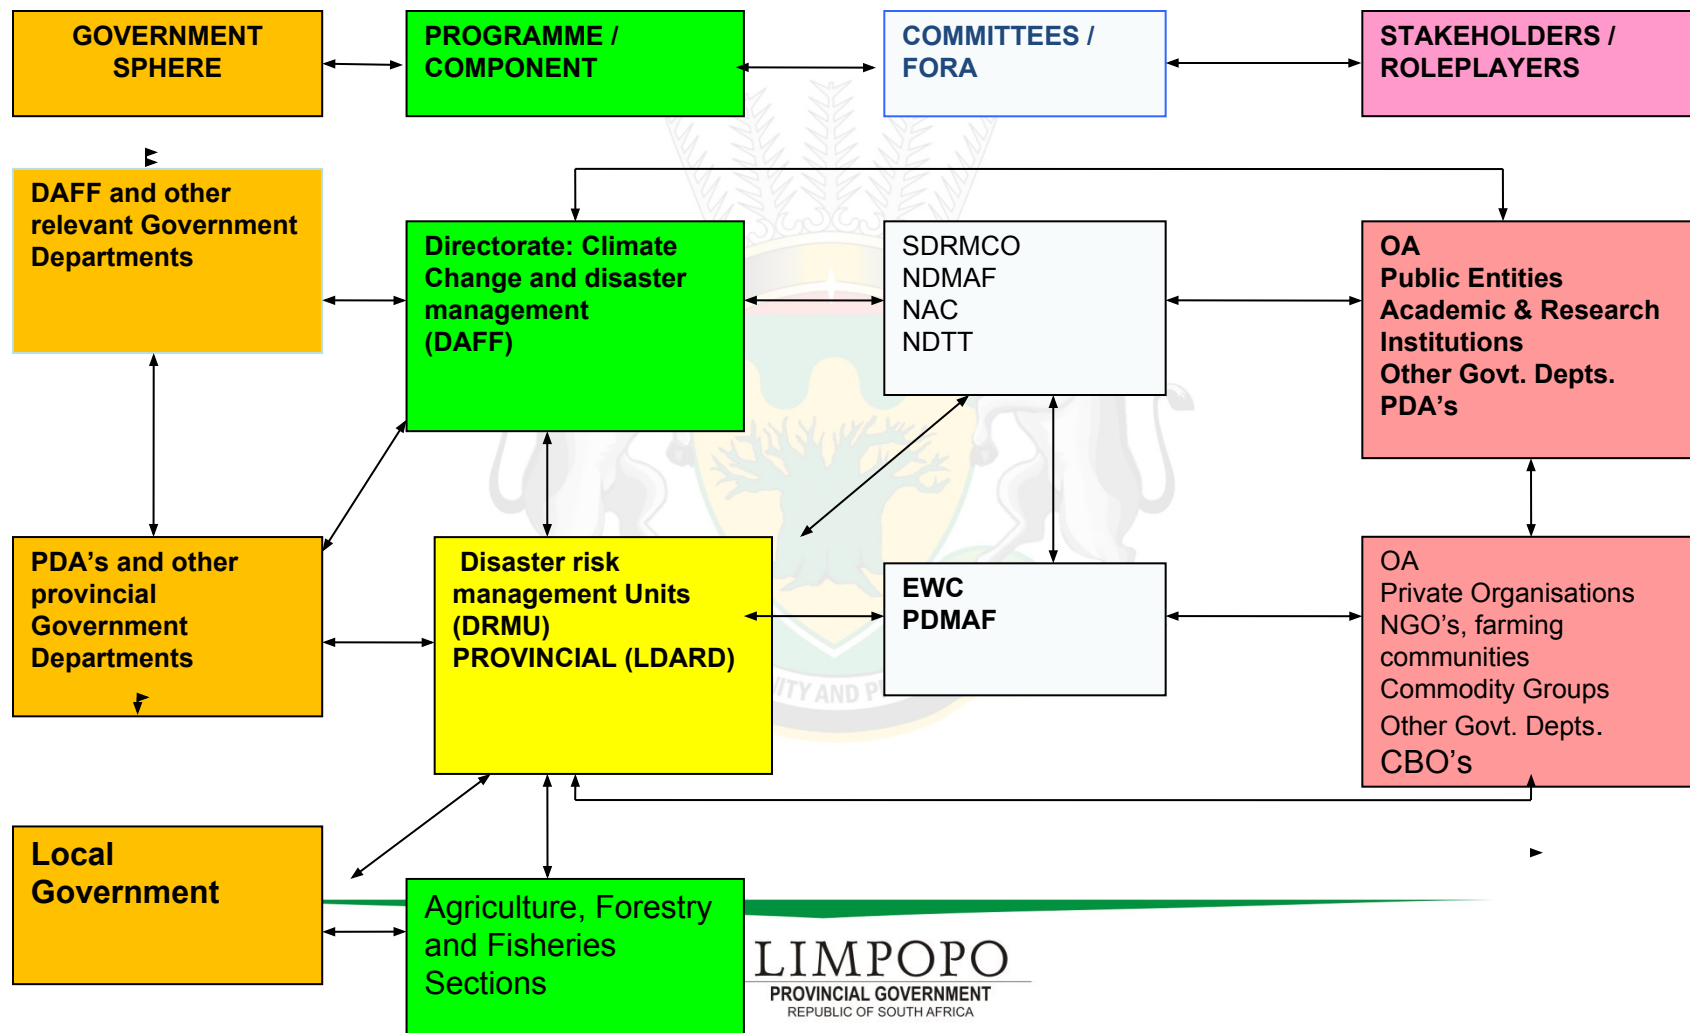 GOVERNMENT
SPHERE
PROGRAMME /
COMPONENT
COMMITTEES /
FORA
STAKEHOLDERS /
ROLEPLAYERS
DAFF and other
relevant Government
Departments
Directorate: Climate
Change and disaster
management
(DAFF)
SDRMCO
NDMAF
NAC
NDTT
OA
Public Entities
Academic & Research
Institutions
Other Govt. Depts.
PDA's
PDA's and other
provincial
Government
Departments
Disaster risk
management Units
(DRMU)
PROVINCIAL (LDARD)
EWC
PDMAF
OA
Private Organisations
NGO's, farming
communities
Commodity Groups
Other Govt. Depts.
CBO's
Local
Government
Agriculture, Forestry
and Fisheries
Sections
LIMPOPO
PROVINCIAL GOVERNMENT
REPUBLIC OF SOUTH AFRICA